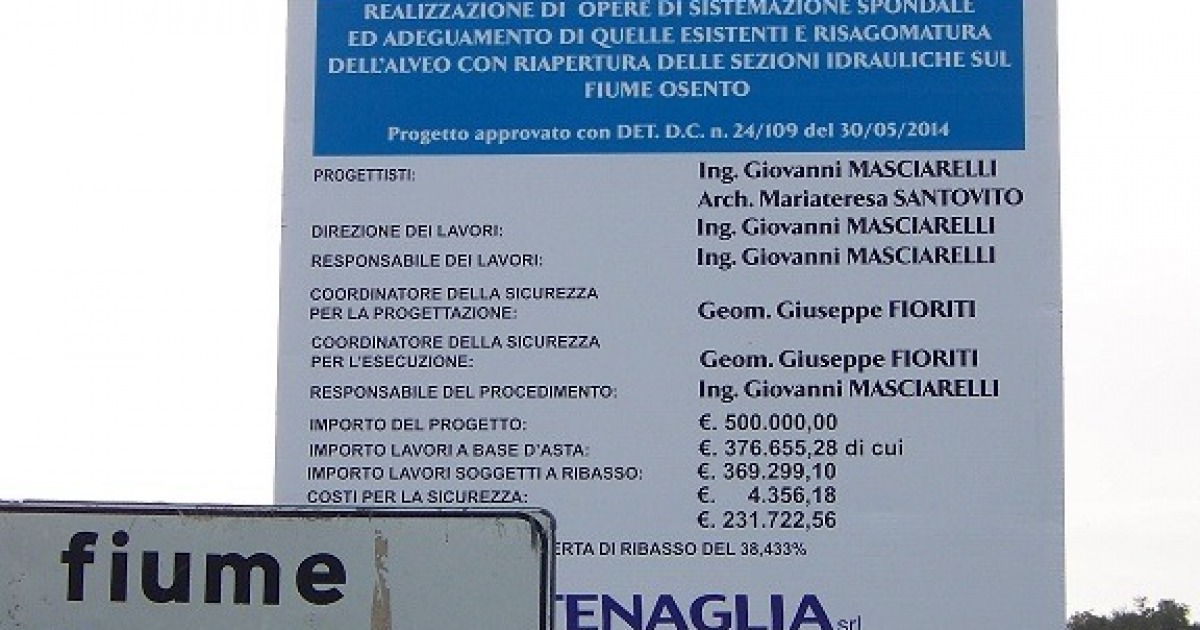 REALIZZAZIONE DI OPERE DI SISTEMAZIONE SPONDALE
ED ADEGUAMENTO DI QUELLE ESISTENTI E RISAGOMATURA
DELL'ALVEO CON RIAPERTURA DELLE SEZIONI IDRAULICHE SUL
FIUME OSENTO
Progetto approvato con DET. D.C. n. 24/109 del 30/05/2014
PROGETTISTI: Ing. Giovanni MASCIARELLI
Arch. Mariateresa SANTOVITO
DIREZIONE DEI LAVORI: Ing. Giovanni MASCIARELLI
RESPONSABILE DEI LAVORI: Ing. Giovanni MASCIARELLI
COORDINATORE DELLA SICUREZZA
PER LA PROGETTAZIONE: Geom. Giuseppe FIORITI
COORDINATORE DELLA SICUREZZA
PER L'ESECUZIONE: Geom. Giuseppe FIORITI
RESPONSABILE DEL PROCEDIMENTO: Ing. Giovanni MASCIARELLI
IMPORTO DEL PROGETTO: €. 500.000,00
IMPORTO LAVORI A BASE D'ASTA: €. 376.655,28 di cui
IMPORTO LAVORI SOGGETTI A RIBASSO: €. 369.299,10
COSTI PER LA SICUREZZA: €. 4.356,18
€. 231.722,56
ERTA DI RIBASSO DEL 38,433%
TENAGLIA srl
fiume